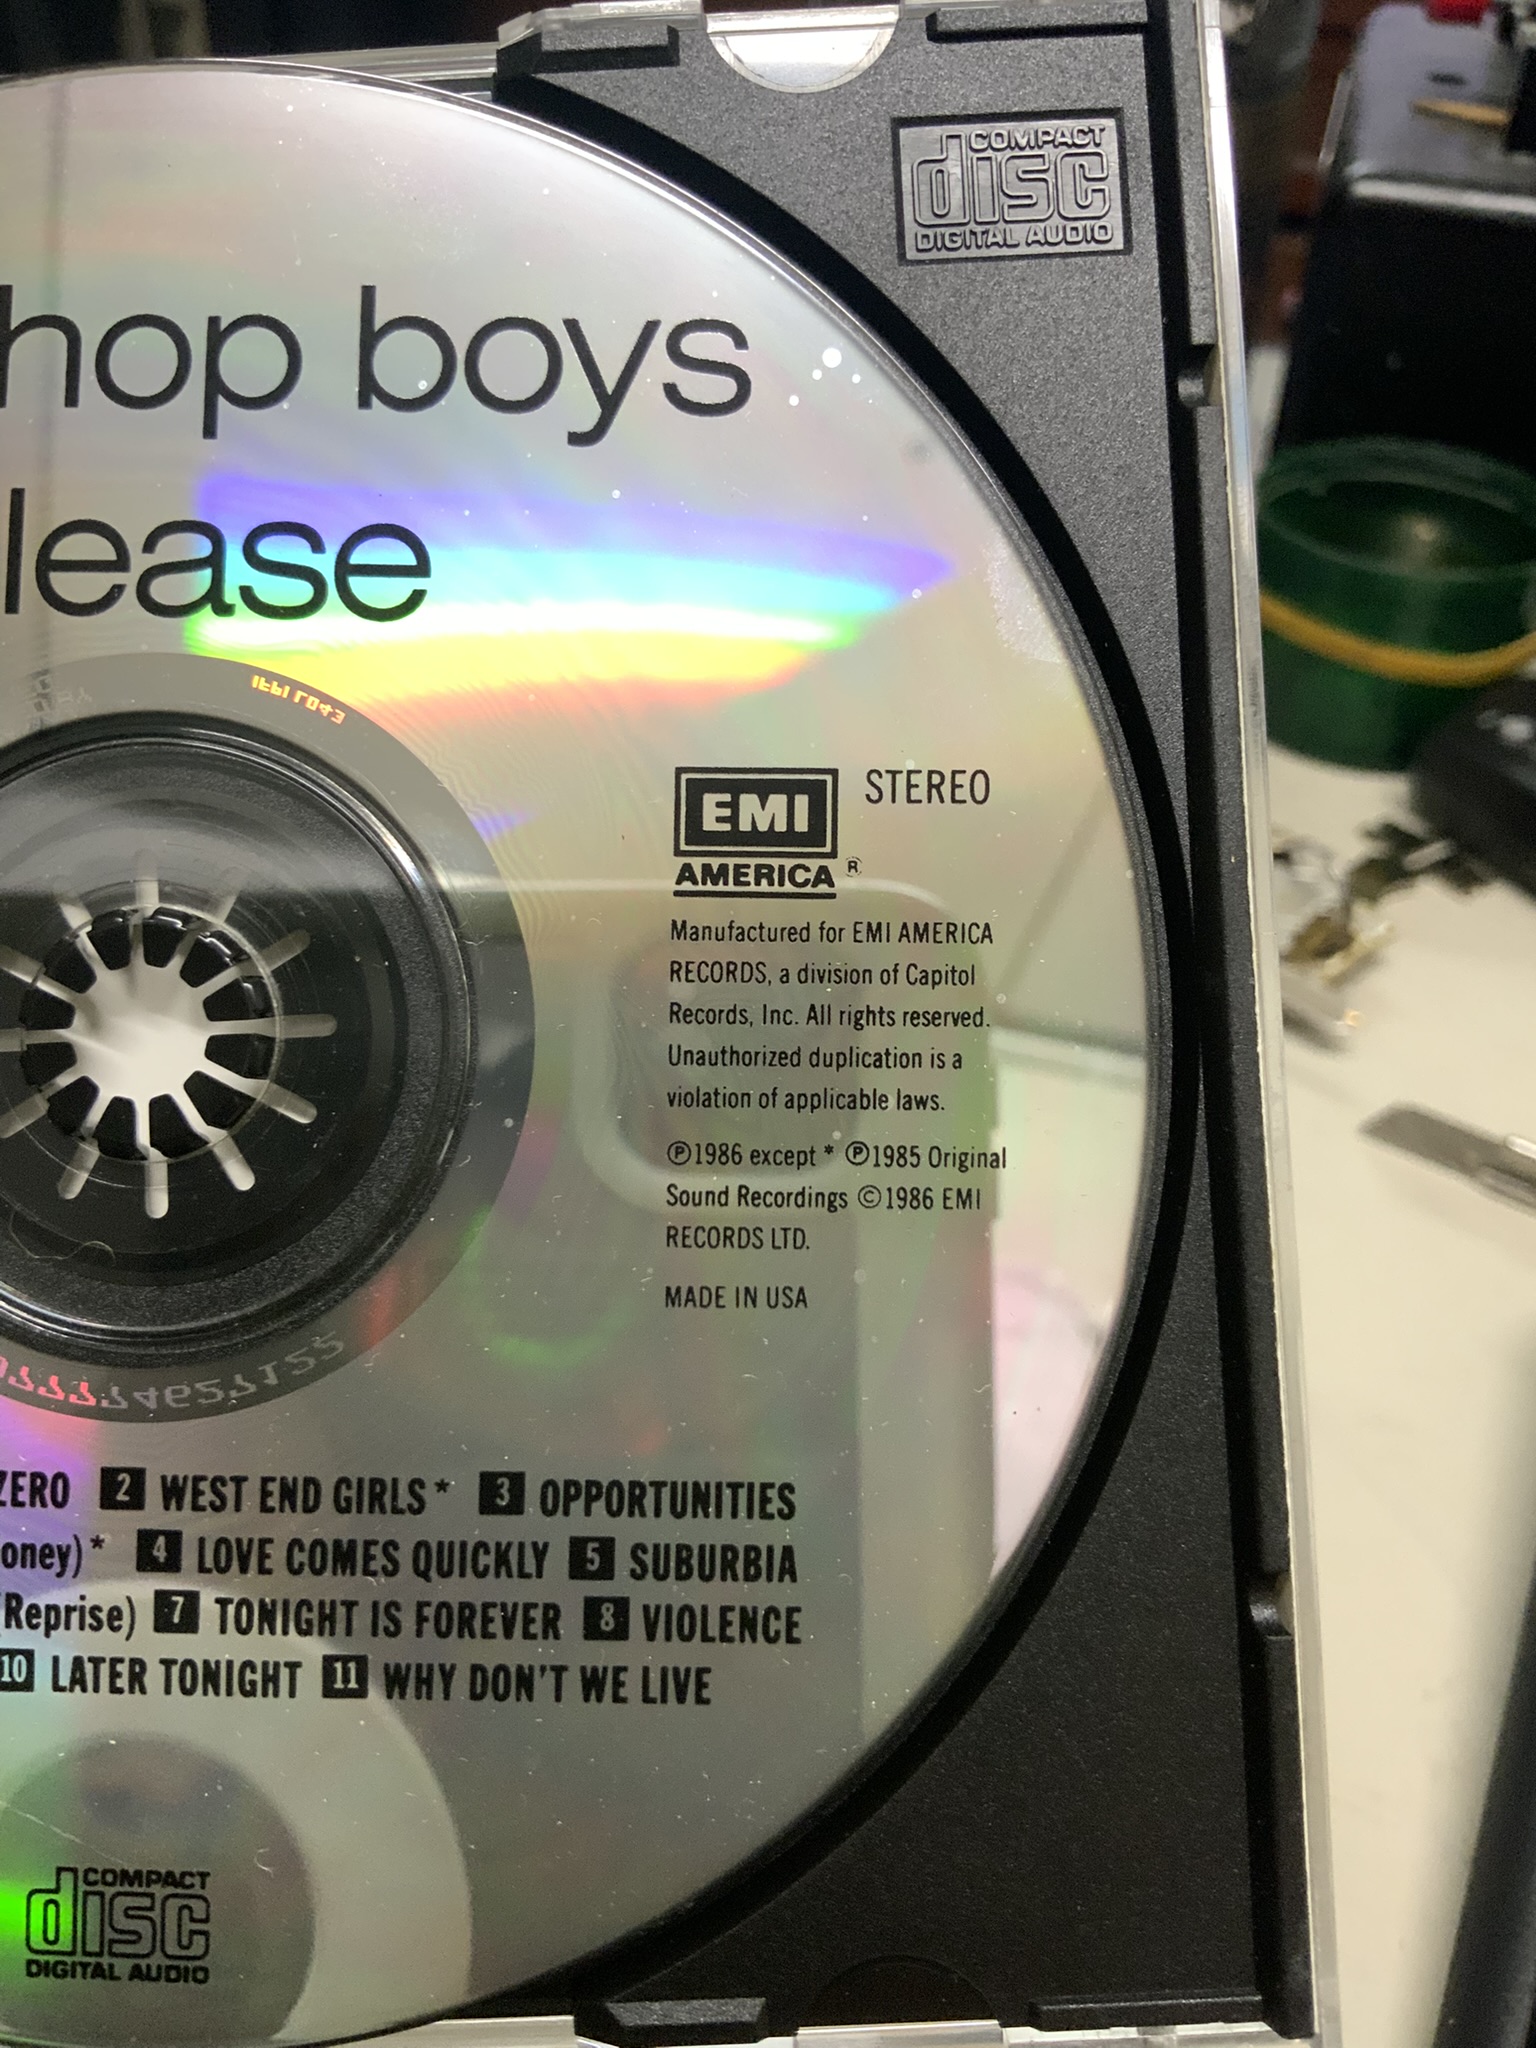 COMPACT
disc
DIGITAL AUDIO
hop boys
lease
IFPI L043
EMI STEREO
AMERICA ®
Manufactured for EMI AMERICA
RECORDS, a division of Capitol
Records, Inc. All rights reserved.
Unauthorized duplication is a
violation of applicable laws.
℗1986 except * ℗1985 Original
Sound Recordings ©1986 EMI
RECORDS LTD.
MADE IN USA
77774627122
ZERO 2 WEST END GIRLS* 3 OPPORTUNITIES
oney)* 4 LOVE COMES QUICKLY 5 SUBURBIA
(Reprise) 7 TONIGHT IS FOREVER 8 VIOLENCE
10 LATER TONIGHT 11 WHY DON'T WE LIVE
COMPACT
disc
DIGITAL AUDIO